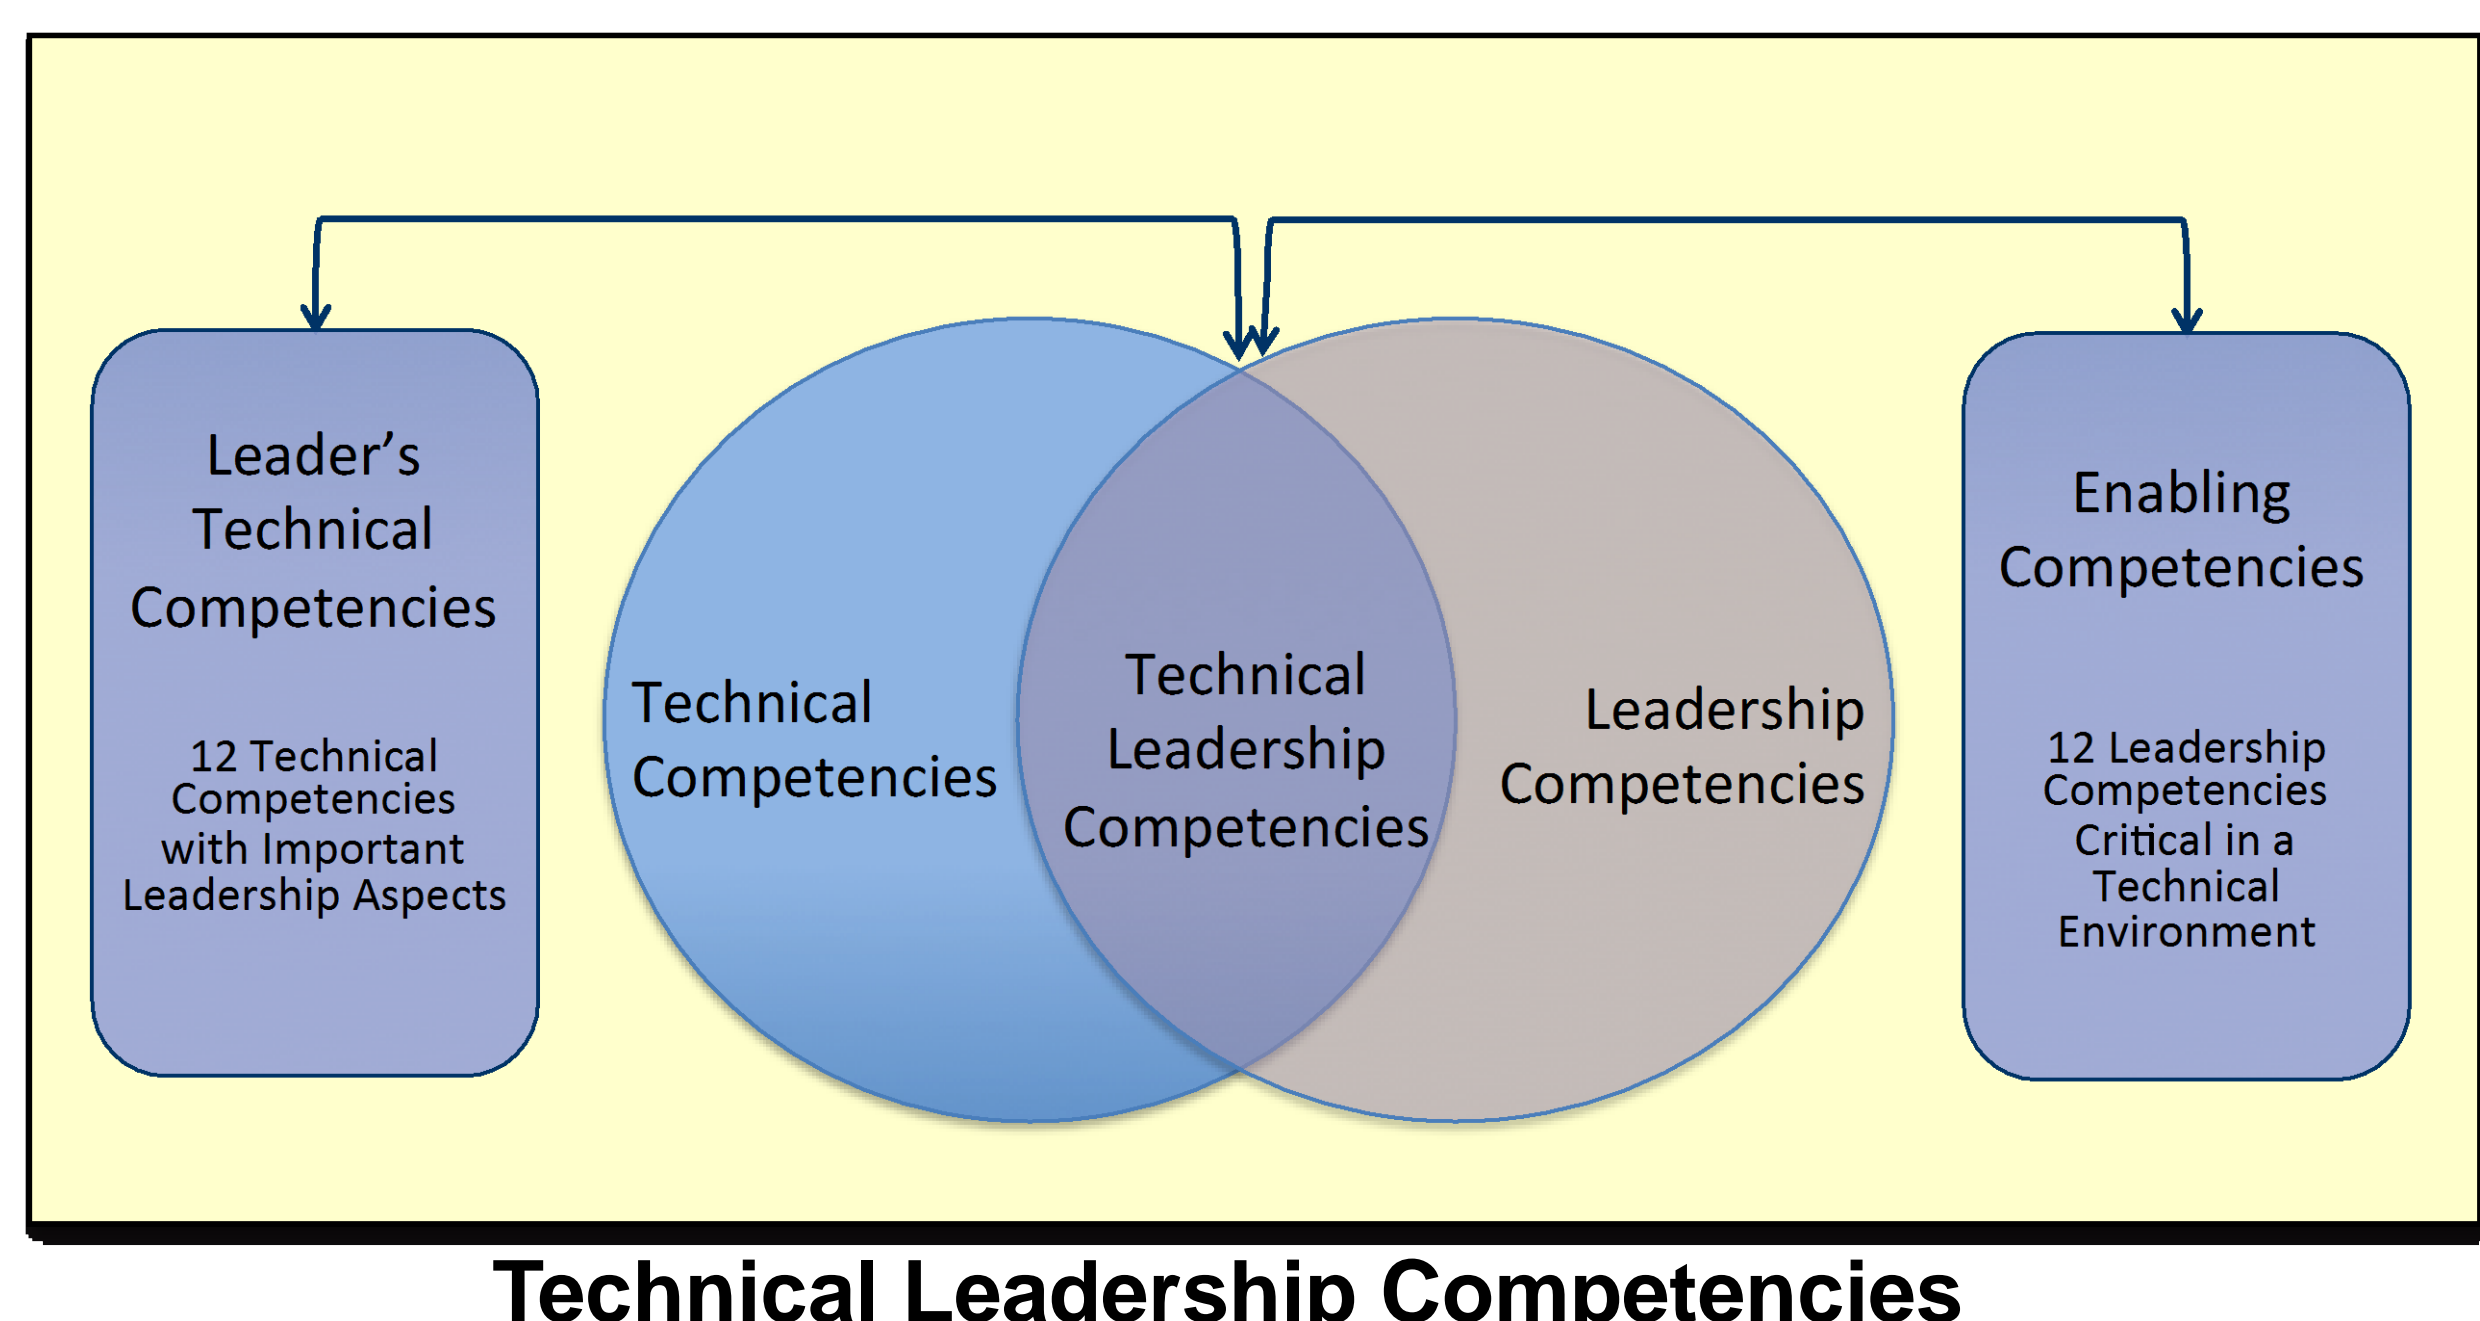 Leader’s
Technical
Competencies
12 Technical
Competencies
with Important
Leadership Aspects
Technical
Competencies
Technical
Leadership
Competencies
Leadership
Competencies
Enabling
Competencies
12 Leadership
Competencies
Critical in a
Technical
Environment
Technical Leadership Competencies